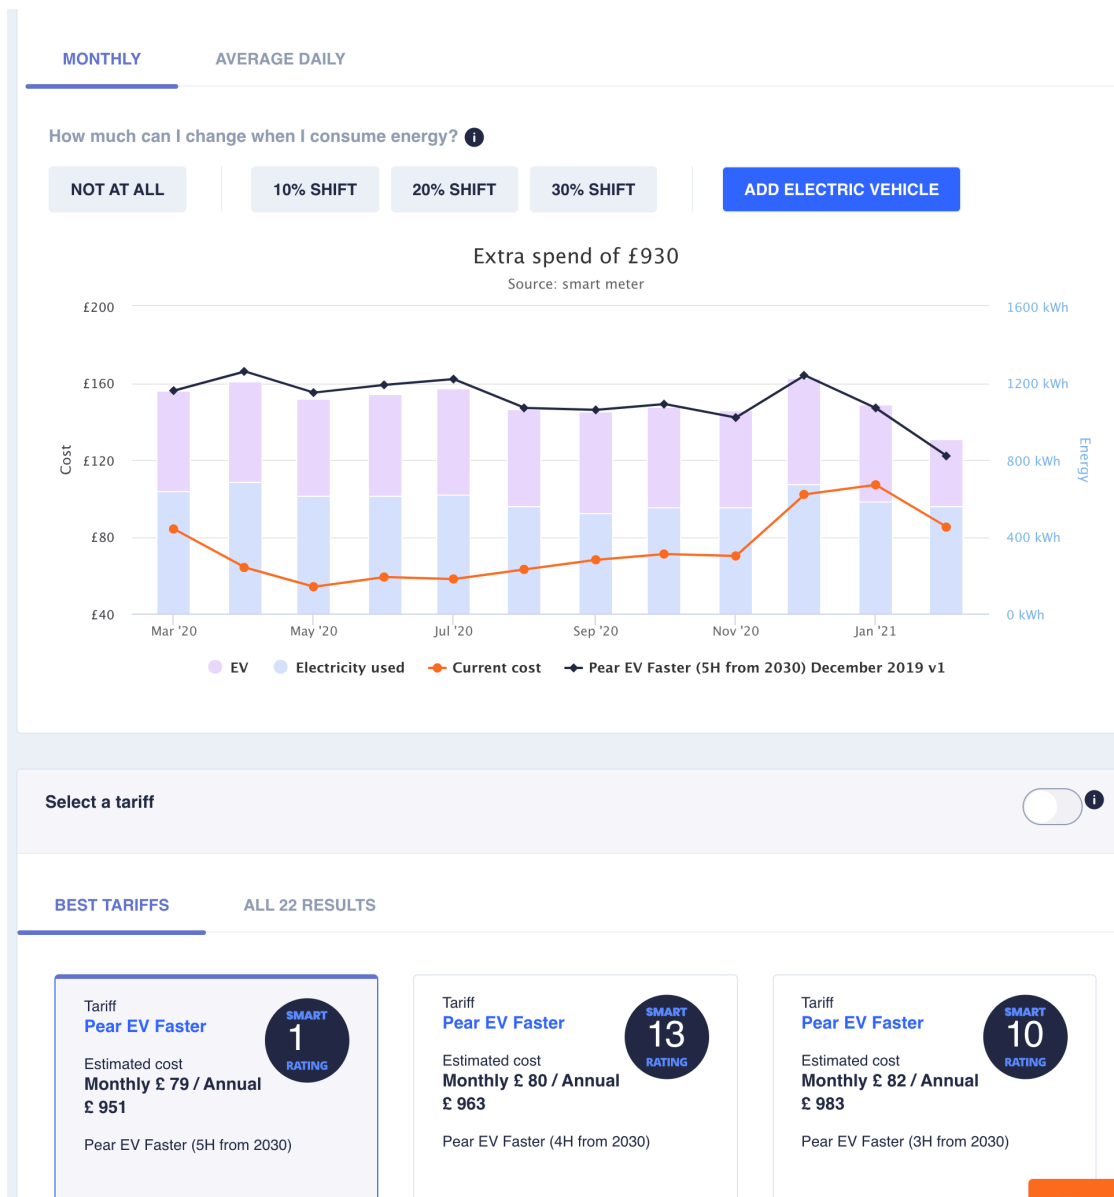 MONTHLY AVERAGE DAILY
How much can I change when I consume energy? i
NOT AT ALL 10% SHIFT 20% SHIFT 30% SHIFT ADD ELECTRIC VEHICLE
Extra spend of £930
Source: smart meter
£200 1600 kWh
£160 1200 kWh
£120 800 kWh
£80 400 kWh
£40 0 kWh
Cost
Energy
Mar '20 May '20 Jul '20 Sep '20 Nov '20 Jan '21
EV Electricity used Current cost Pear EV Faster (5H from 2030) December 2019 v1
Select a tariff i
BEST TARIFFS ALL 22 RESULTS
Tariff
Pear EV Faster
SMART
1
RATING
Estimated cost
Monthly £ 79 / Annual
£ 951
Pear EV Faster (5H from 2030)
Tariff
Pear EV Faster
SMART
13
RATING
Estimated cost
Monthly £ 80 / Annual
£ 963
Pear EV Faster (4H from 2030)
Tariff
Pear EV Faster
SMART
10
RATING
Estimated cost
Monthly £ 82 / Annual
£ 983
Pear EV Faster (3H from 2030)